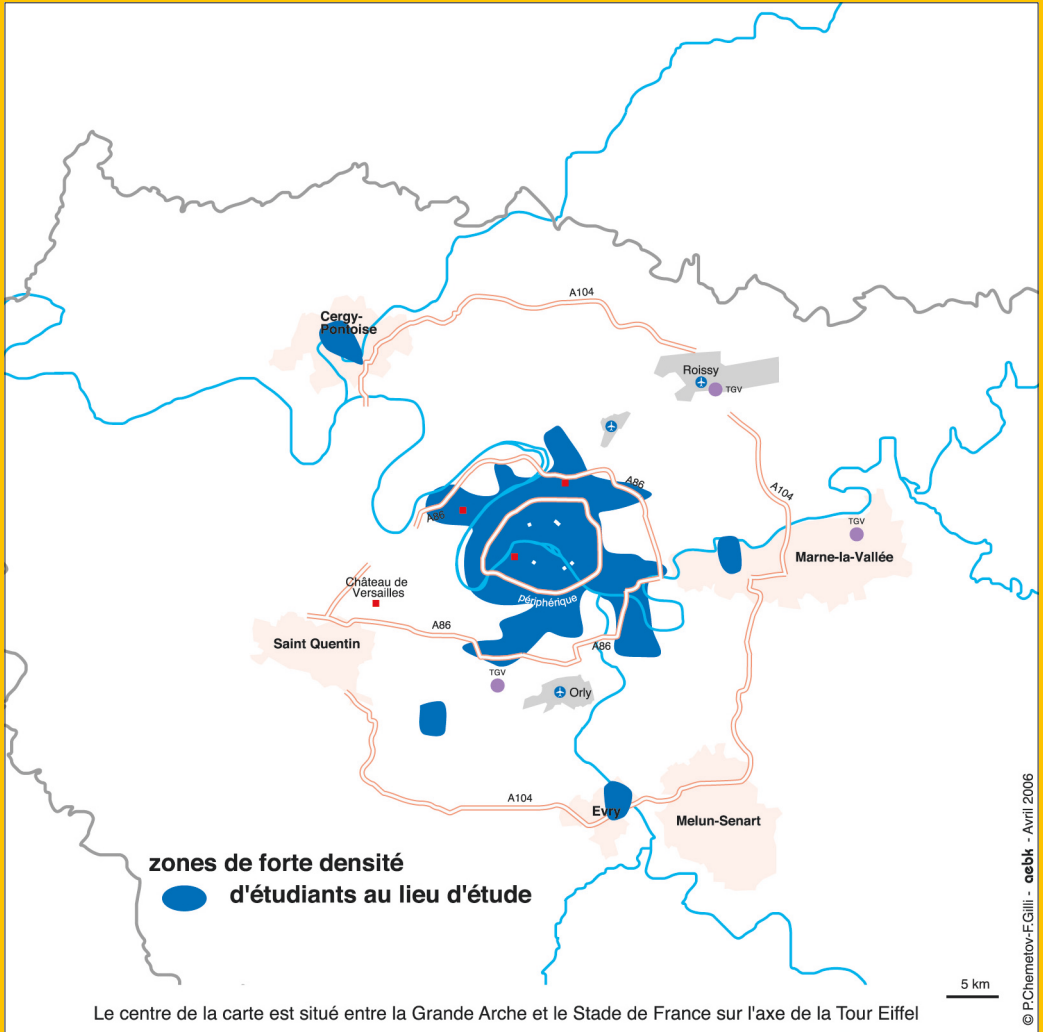 A104
Cergy-
Pontoise
Roissy
TGV
A86
A86
A104
TGV
Marne-la-Vallée
Château de
Versailles
périphérique
A86
A86
Saint Quentin
TGV
Orly
A104
Evry
Melun-Senart
zones de forte densité
d'étudiants au lieu d'étude
5 km
Le centre de la carte est situé entre la Grande Arche et le Stade de France sur l'axe de la Tour Eiffel
© P.Chemetov-F.Gilli - aebk - Avril 2006